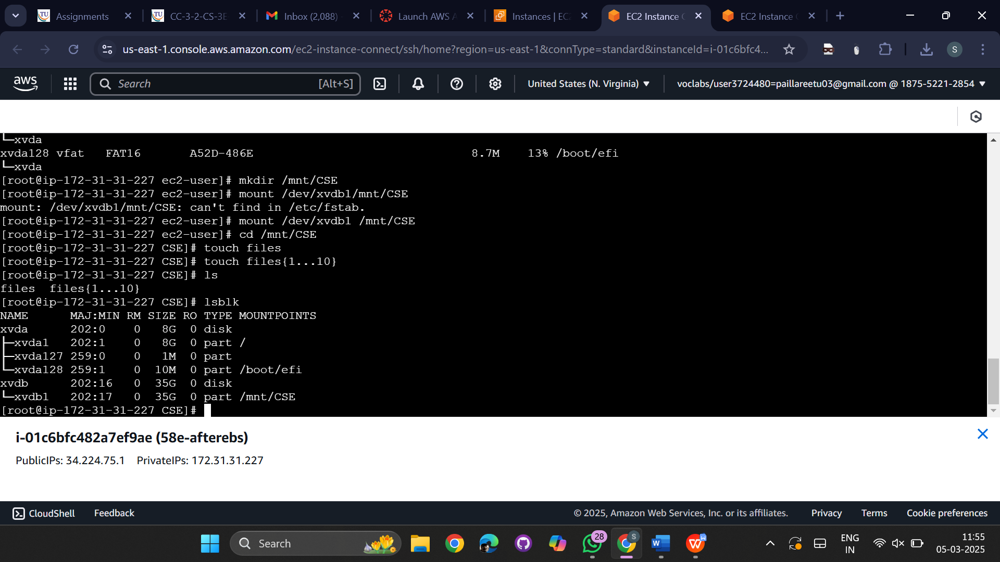 Assignments
CC-3-2-CS-3E
Inbox (2,088) -
Launch AWS A
Instances | EC2
EC2 Instance C
EC2 Instance C
us-east-1.console.aws.amazon.com/ec2-instance-connect/ssh/home?region=us-east-1&connType=standard&instanceId=i-01c6bfc4...
S
aws
Search [Alt+S]
United States (N. Virginia)
voclabs/user3724480=paillareetu03@gmail.com @ 1875-5221-2854
└─xvda
xvda128 vfat FAT16 A52D-486E 8.7M 13% /boot/efi
└─xvda
[root@ip-172-31-31-227 ec2-user]# mkdir /mnt/CSE
[root@ip-172-31-31-227 ec2-user]# mount /dev/xvdb1/mnt/CSE
mount: /dev/xvdb1/mnt/CSE: can't find in /etc/fstab.
[root@ip-172-31-31-227 ec2-user]# mount /dev/xvdb1 /mnt/CSE
[root@ip-172-31-31-227 ec2-user]# cd /mnt/CSE
[root@ip-172-31-31-227 CSE]# touch files
[root@ip-172-31-31-227 CSE]# touch files{1...10}
[root@ip-172-31-31-227 CSE]# ls
files files{1...10}
[root@ip-172-31-31-227 CSE]# lsblk
NAME MAJ:MIN RM SIZE RO TYPE MOUNTPOINTS
xvda 202:0 0 8G 0 disk
├─xvda1 202:1 0 8G 0 part /
├─xvda127 259:0 0 1M 0 part
└─xvda128 259:1 0 10M 0 part /boot/efi
xvdb 202:16 0 35G 0 disk
└─xvdb1 202:17 0 35G 0 part /mnt/CSE
[root@ip-172-31-31-227 CSE]#
i-01c6bfc482a7ef9ae (58e-afterebs)
PublicIPs: 34.224.75.1 PrivateIPs: 172.31.31.227
CloudShell Feedback © 2025, Amazon Web Services, Inc. or its affiliates. Privacy Terms Cookie preferences
Search
28
S
ENG
IN
11:55
05-03-2025